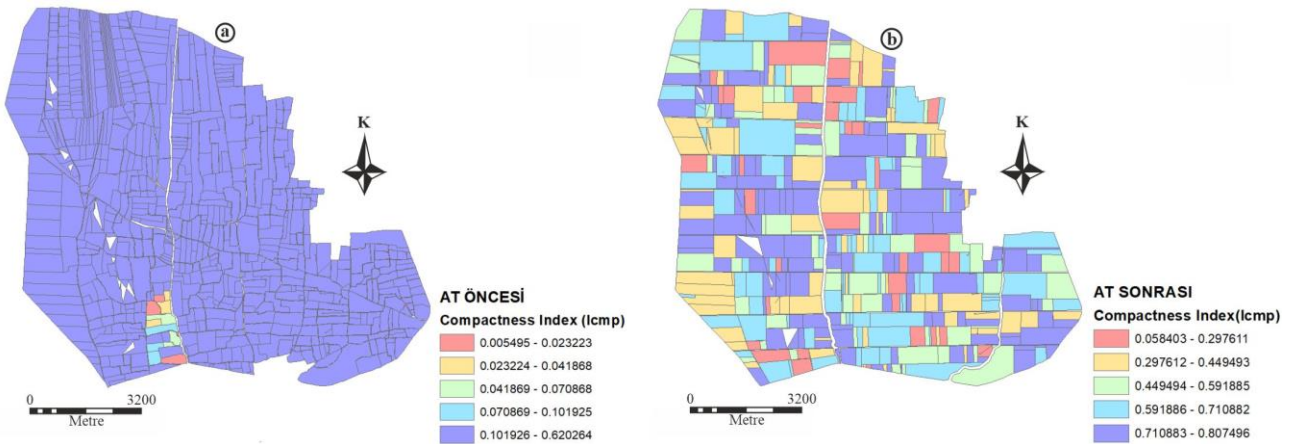 a
K
AT ÖNCESİ
Compactness Index (Icmp)
0.005495 - 0.023223
0.023224 - 0.041868
0.041869 - 0.070868
0.070869 - 0.101925
0.101926 - 0.620264
0 3200
Metre
b
K
AT SONRASI
Compactness Index(Icmp)
0.058403 - 0.297611
0.297612 - 0.449493
0.449494 - 0.591885
0.591886 - 0.710882
0.710883 - 0.807496
0 3200
Metre